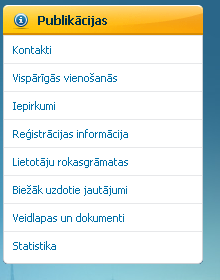 Publikācijas
Kontakti
Vispārīgās vienošanās
Iepirkumi
Reģistrācijas informācija
Lietotāju rokasgrāmatas
Biežāk uzdotie jautājumi
Veidlapas un dokumenti
Statistika